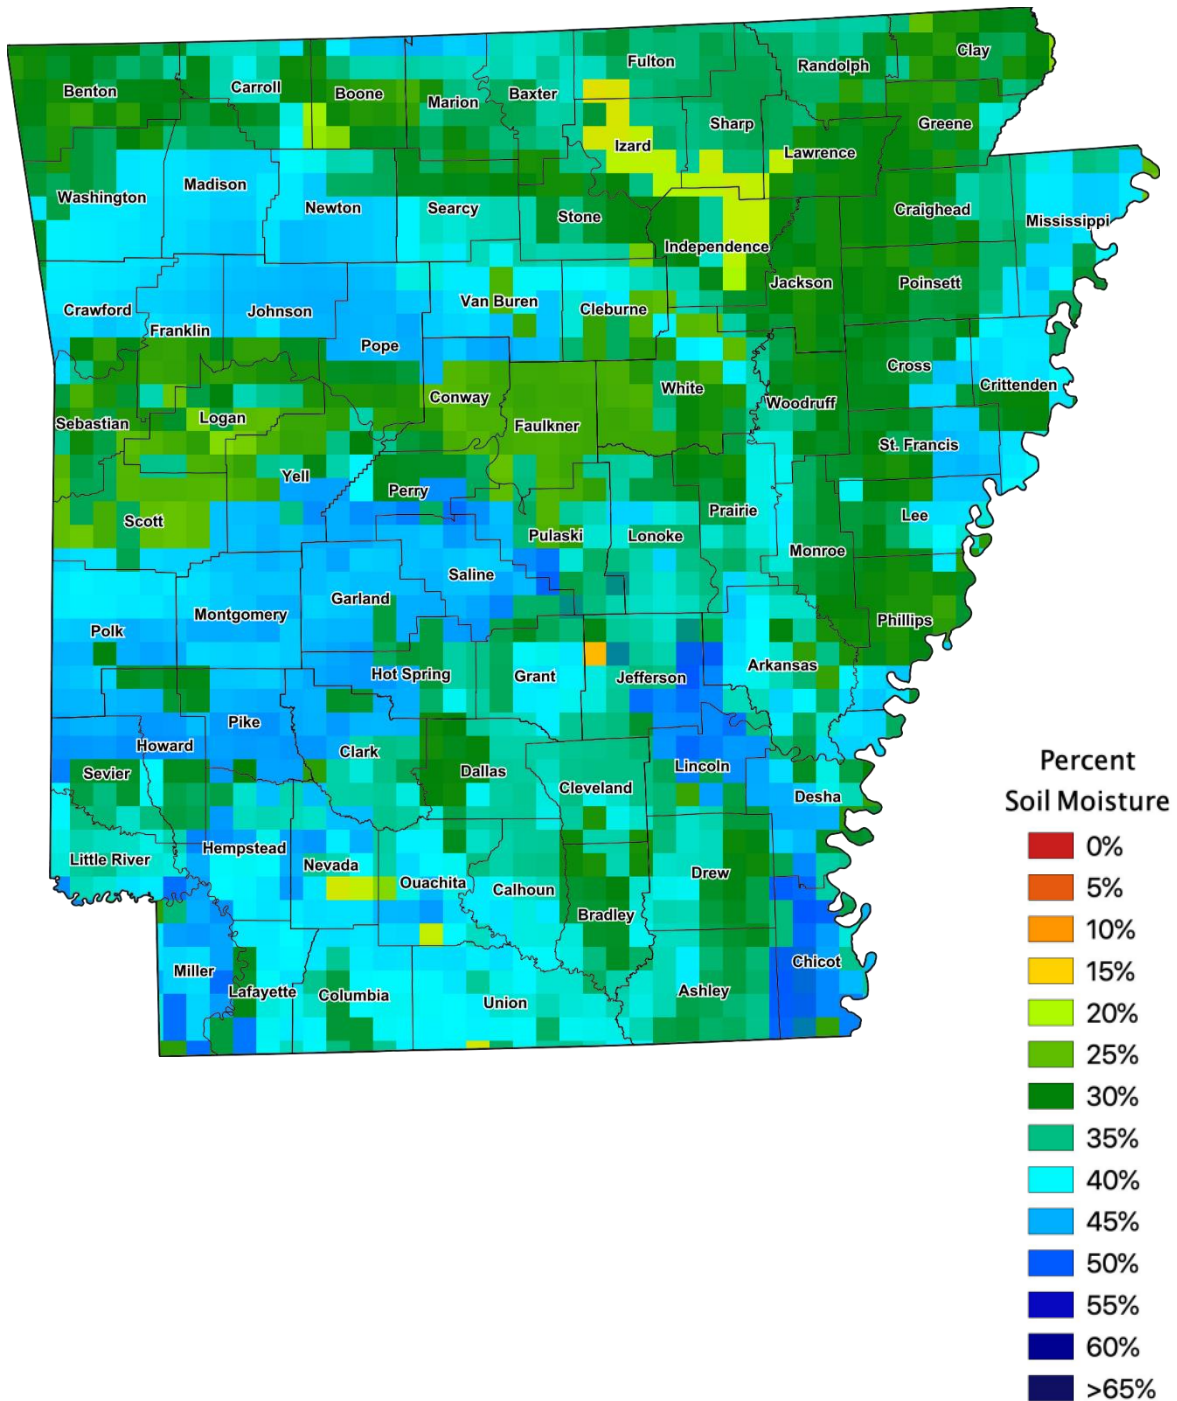 Clay
Fulton
Randolph
Carroll
Benton
Boone
Baxter
Marion
Sharp
Greene
Izard
Lawrence
Madison
Washington
Newton
Searcy
Stone
Craighead
Mississippi
Independence
Jackson
Poinsett
Van Buren
Crawford
Johnson
Cleburne
Franklin
Pope
Cross
Crittenden
White
Conway
Woodruff
Logan
Sebastian
Faulkner
St. Francis
Yell
Perry
Prairie
Lee
Scott
Pulaski
Lonoke
Monroe
Saline
Garland
Montgomery
Phillips
Polk
Arkansas
Hot Spring
Grant
Jefferson
Pike
Howard
Clark
Lincoln
Sevier
Dallas
Cleveland
Desha
Hempstead
Little River
Nevada
Drew
Ouachita
Calhoun
Bradley
Chicot
Miller
Lafayette
Columbia
Ashley
Union
Percent
Soil Moisture
0%
5%
10%
15%
20%
25%
30%
35%
40%
45%
50%
55%
60%
>65%